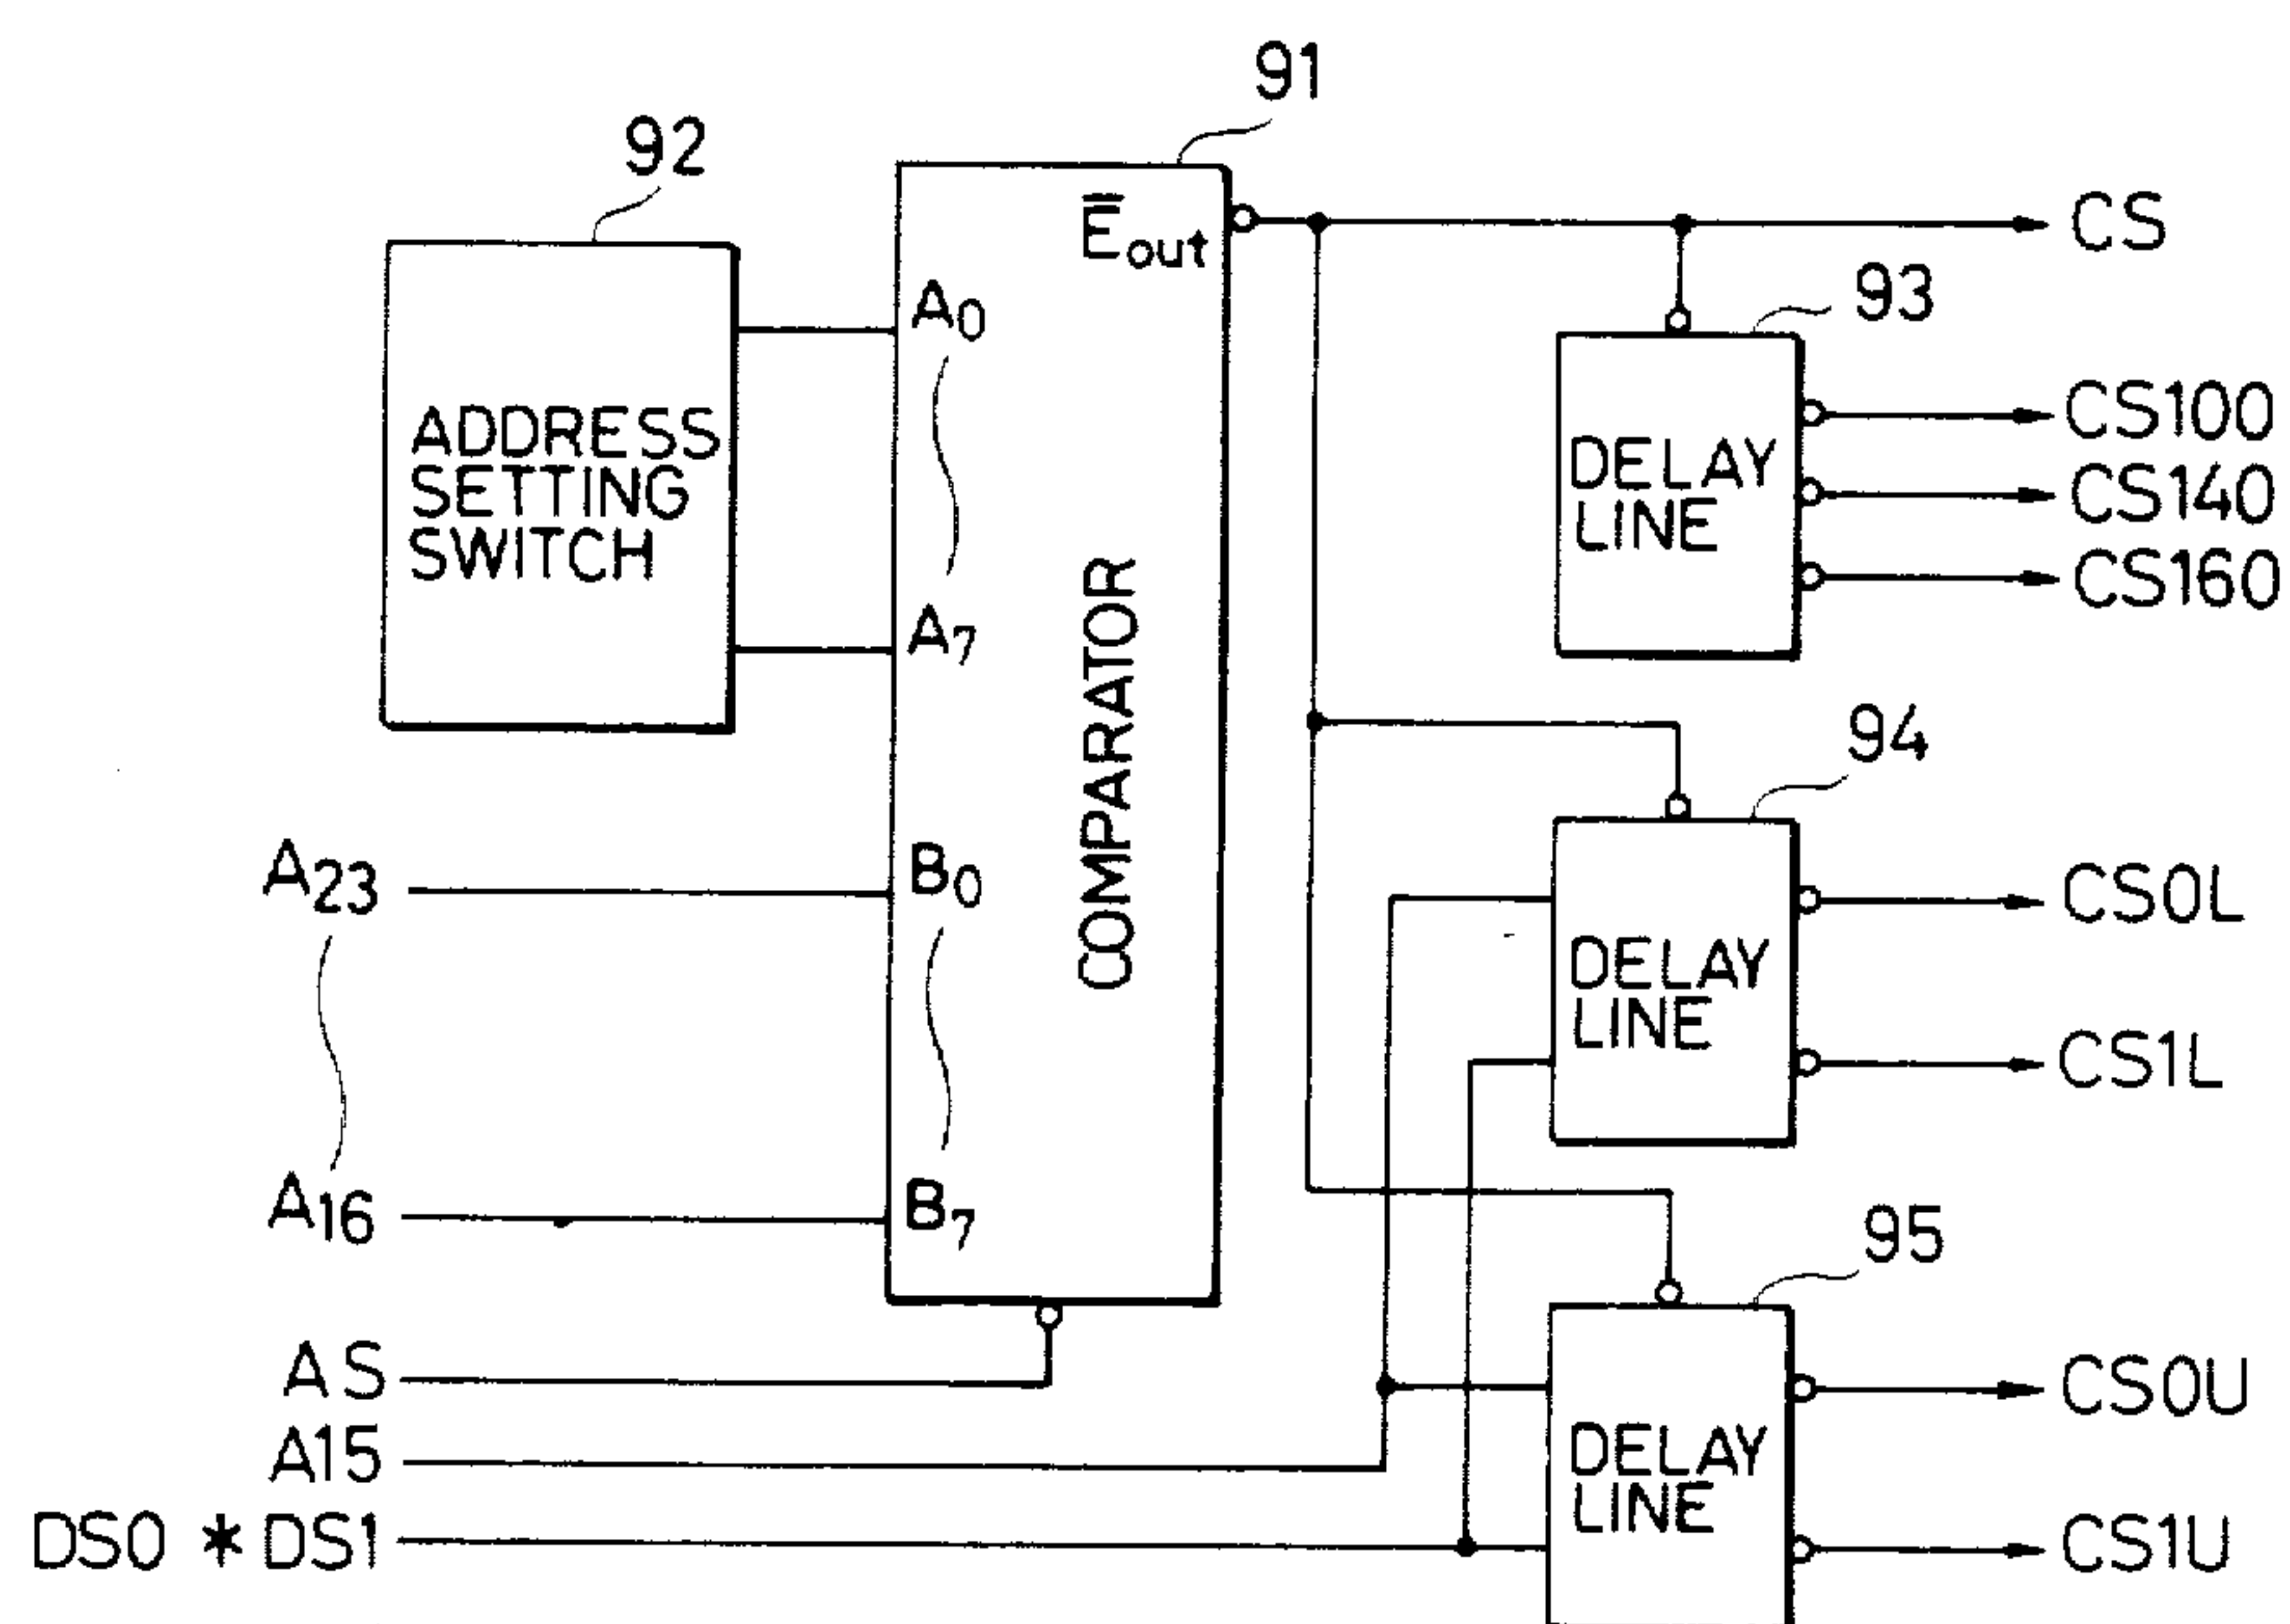 91
92
E̅out
CS
93
A0
ADDRESS
SETTING
SWITCH
CS100
DELAY
LINE
CS140
CS160
A7
COMPARATOR
94
A23
B0
CS0L
DELAY
LINE
CS1L
A16
B7
95
AS
CS0U
A15
DELAY
LINE
DS0 * DS1
CS1U